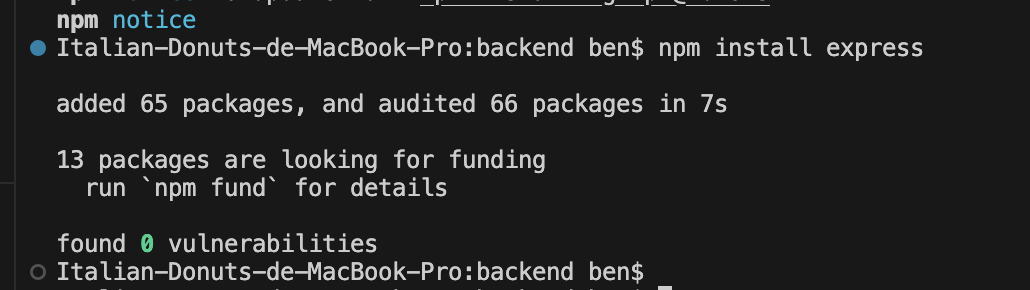 npm notice
Italian-Donuts-de-MacBook-Pro:backend ben$ npm install express
added 65 packages, and audited 66 packages in 7s
13 packages are looking for funding
run `npm fund` for details
found 0 vulnerabilities
Italian-Donuts-de-MacBook-Pro:backend ben$